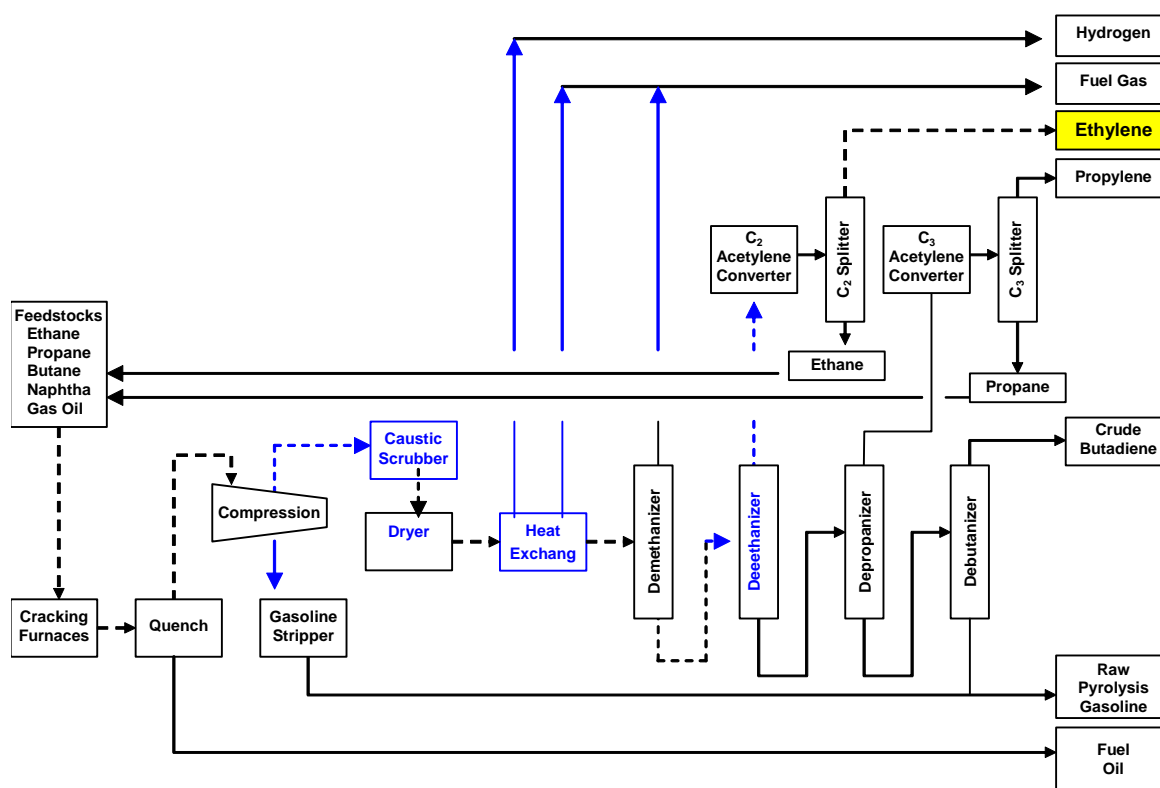 Hydrogen
Fuel Gas
Ethylene
Propylene
C2
Acetylene
Converter
C2 Splitter
C3
Acetylene
Converter
C3 Splitter
Feedstocks
Ethane
Propane
Butane
Naphtha
Gas Oil
Ethane
Propane
Caustic
Scrubber
Crude
Butadiene
Compression
Dryer
Heat
Exchang
Demethanizer
Deeethanizer
Depropanizer
Debutanizer
Cracking
Furnaces
Quench
Gasoline
Stripper
Raw
Pyrolysis
Gasoline
Fuel
Oil